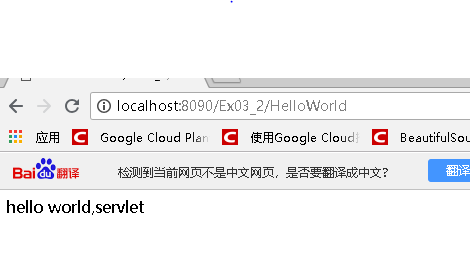 localhost:8090/Ex03_2/HelloWorld
应用 Google Cloud Plan 使用Google Cloud BeautifulSou
Bai du 翻译 检测到当前网页不是中文网页，是否要翻译成中文? 翻译
hello world,servlet